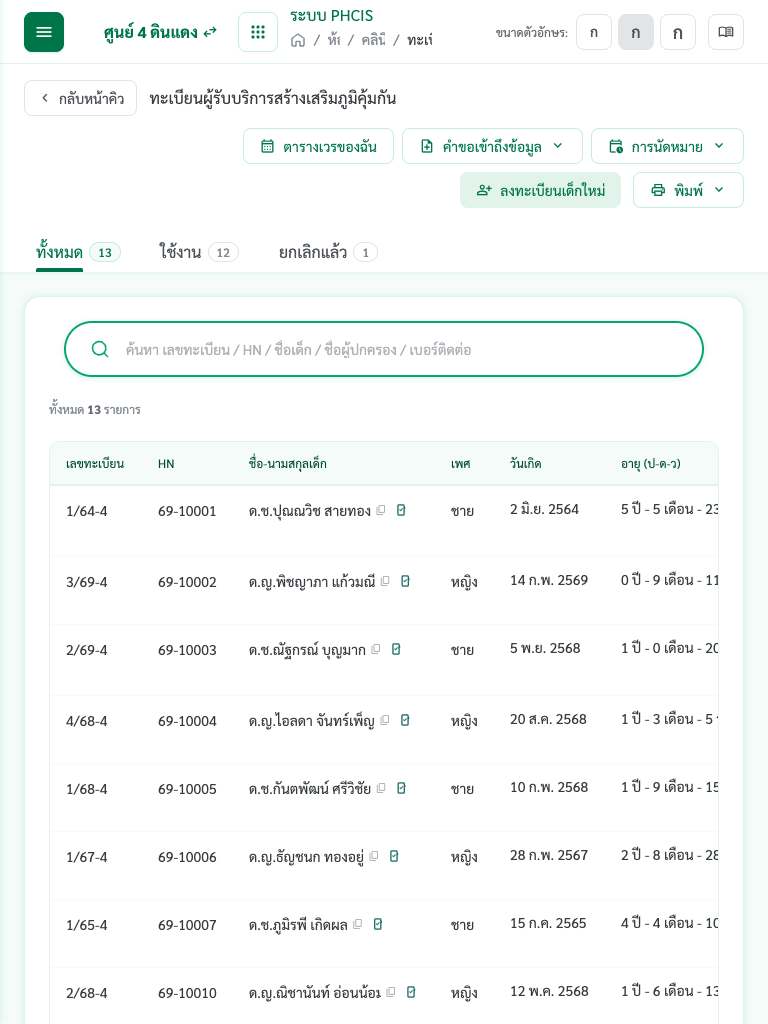 ศูนย์ 4 ดินแดง
ระบบ PHCIS
/ / คลินิ / ทะเบ
ขนาดตัวอักษร: ก ก ก
กลับหน้าคิว ทะเบียนผู้รับบริการสร้างเสริมภูมิคุ้มกัน
ตารางเวรของฉัน คำขอเข้าถึงข้อมูล การนัดหมาย
ลงทะเบียนเด็กใหม่ พิมพ์
ทั้งหมด 13 ใช้งาน 12 ยกเลิกแล้ว 1
ค้นหา เลขทะเบียน / HN / ชื่อเด็ก / ชื่อผู้ปกครอง / เบอร์ติดต่อ
ทั้งหมด 13 รายการ
เลขทะเบียน HN ชื่อ-นามสกุลเด็ก เพศ วันเกิด อายุ (ป-ด-ว)
1/64-4 69-10001 ด.ช.ปุณณวิช สายทอง ชาย 2 มิ.ย. 2564 5 ปี - 5 เดือน - 23
3/69-4 69-10002 ด.ญ.พิชญาภา แก้วมณี หญิง 14 ก.พ. 2569 0 ปี - 9 เดือน - 11
2/69-4 69-10003 ด.ช.ณัฐกรณ์ บุญมาก ชาย 5 พ.ย. 2568 1 ปี - 0 เดือน - 20
4/68-4 69-10004 ด.ญ.ไอลดา จันทร์เพ็ญ หญิง 20 ส.ค. 2568 1 ปี - 3 เดือน - 5
1/68-4 69-10005 ด.ช.กันตพัฒน์ ศรีวิชัย ชาย 10 ก.พ. 2568 1 ปี - 9 เดือน - 15
1/67-4 69-10006 ด.ญ.ธัญชนก ทองอยู่ หญิง 28 ก.พ. 2567 2 ปี - 8 เดือน - 28
1/65-4 69-10007 ด.ช.ภูมิรพี เกิดผล ชาย 15 ก.ค. 2565 4 ปี - 4 เดือน - 10
2/68-4 69-10010 ด.ญ.ณิชานันท์ อ่อนน้อม หญิง 12 พ.ค. 2568 1 ปี - 6 เดือน - 13